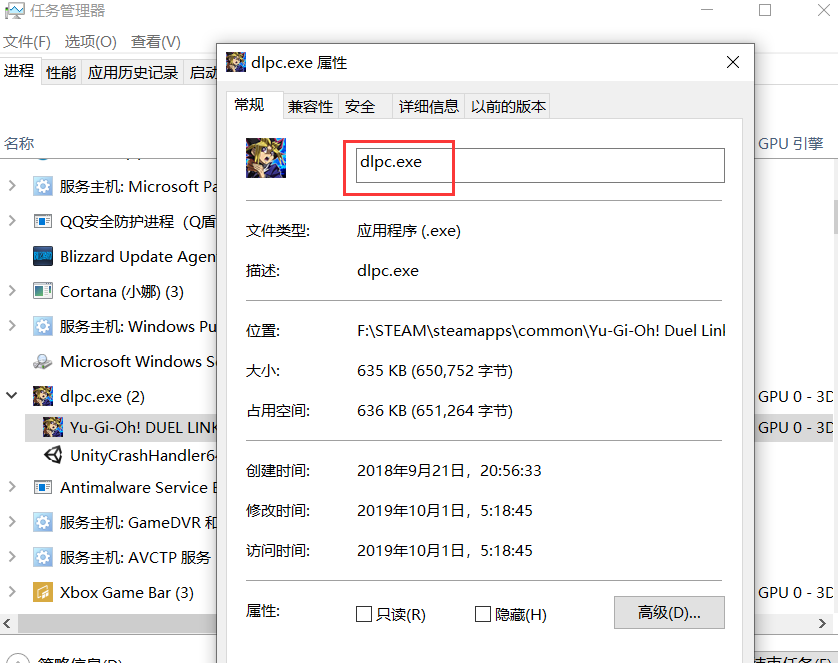 任务管理器
文件(F) 选项(O) 查看(V)
进程 性能 应用历史记录 启动
名称
GPU 引擎
服务主机: Microsoft Pa
QQ安全防护进程（Q盾
Blizzard Update Agen
Cortana (小娜) (3)
服务主机: Windows Pu
Microsoft Windows S
dlpc.exe (2)
GPU 0 - 3D
Yu-Gi-Oh! DUEL LINK
GPU 0 - 3D
UnityCrashHandler6
Antimalware Service E
服务主机: GameDVR 和
服务主机: AVCTP 服务
Xbox Game Bar (3)
GPU 0 - 3D
dlpc.exe 属性
常规 兼容性 安全 详细信息 以前的版本
dlpc.exe
文件类型: 应用程序 (.exe)
描述: dlpc.exe
位置: F:\STEAM\steamapps\common\Yu-Gi-Oh! Duel Linl
大小: 635 KB (650,752 字节)
占用空间: 636 KB (651,264 字节)
创建时间: 2018年9月21日，20:56:33
修改时间: 2019年10月1日，5:18:45
访问时间: 2019年10月1日，5:18:45
属性: 只读(R) 隐藏(H) 高级(D)...